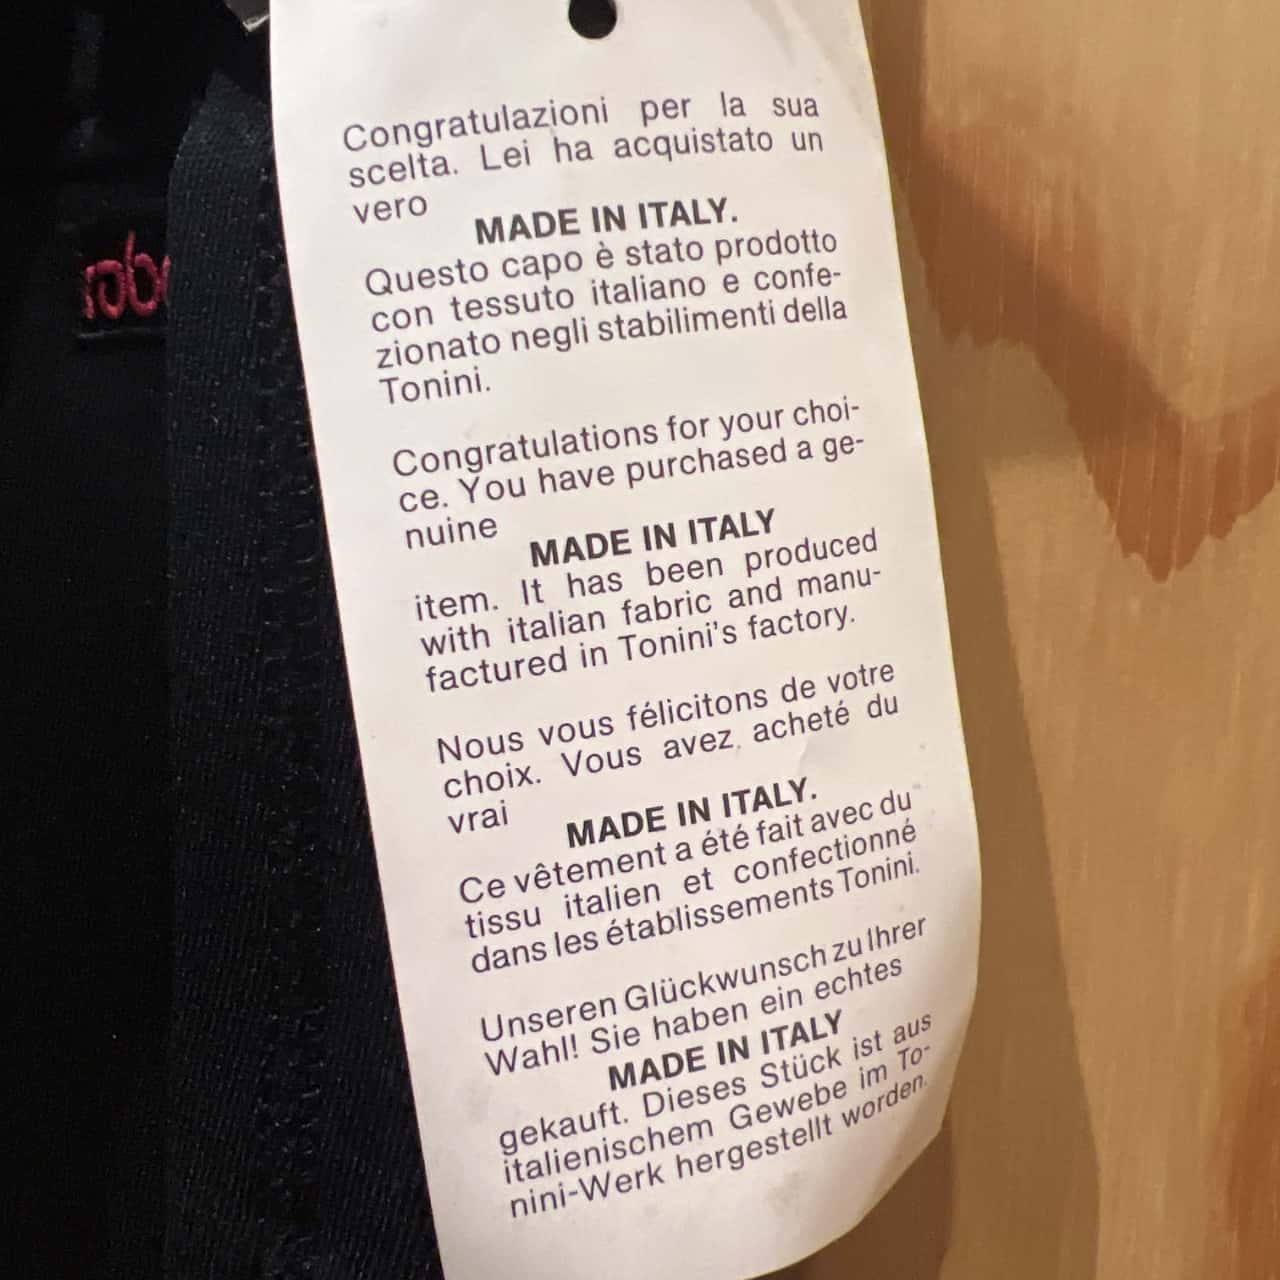 Congratulazioni per la sua
scelta. Lei ha acquistato un
vero
MADE IN ITALY.
Questo capo è stato prodotto
con tessuto italiano e confe-
zionato negli stabilimenti della
Tonini.
Congratulations for your choi-
ce. You have purchased a ge-
nuine
MADE IN ITALY
item. It has been produced
with italian fabric and manu-
factured in Tonini's factory.
Nous vous félicitons de votre
choix. Vous avez acheté du
vrai
MADE IN ITALY.
Ce vêtement a été fait avec du
tissu italien et confectionné
dans les établissements Tonini.
Unseren Glückwunsch zu Ihrer
Wahl! Sie haben ein echtes
MADE IN ITALY
gekauft. Dieses Stück ist aus
italienischem Gewebe im To-
nini-Werk hergestellt worden.